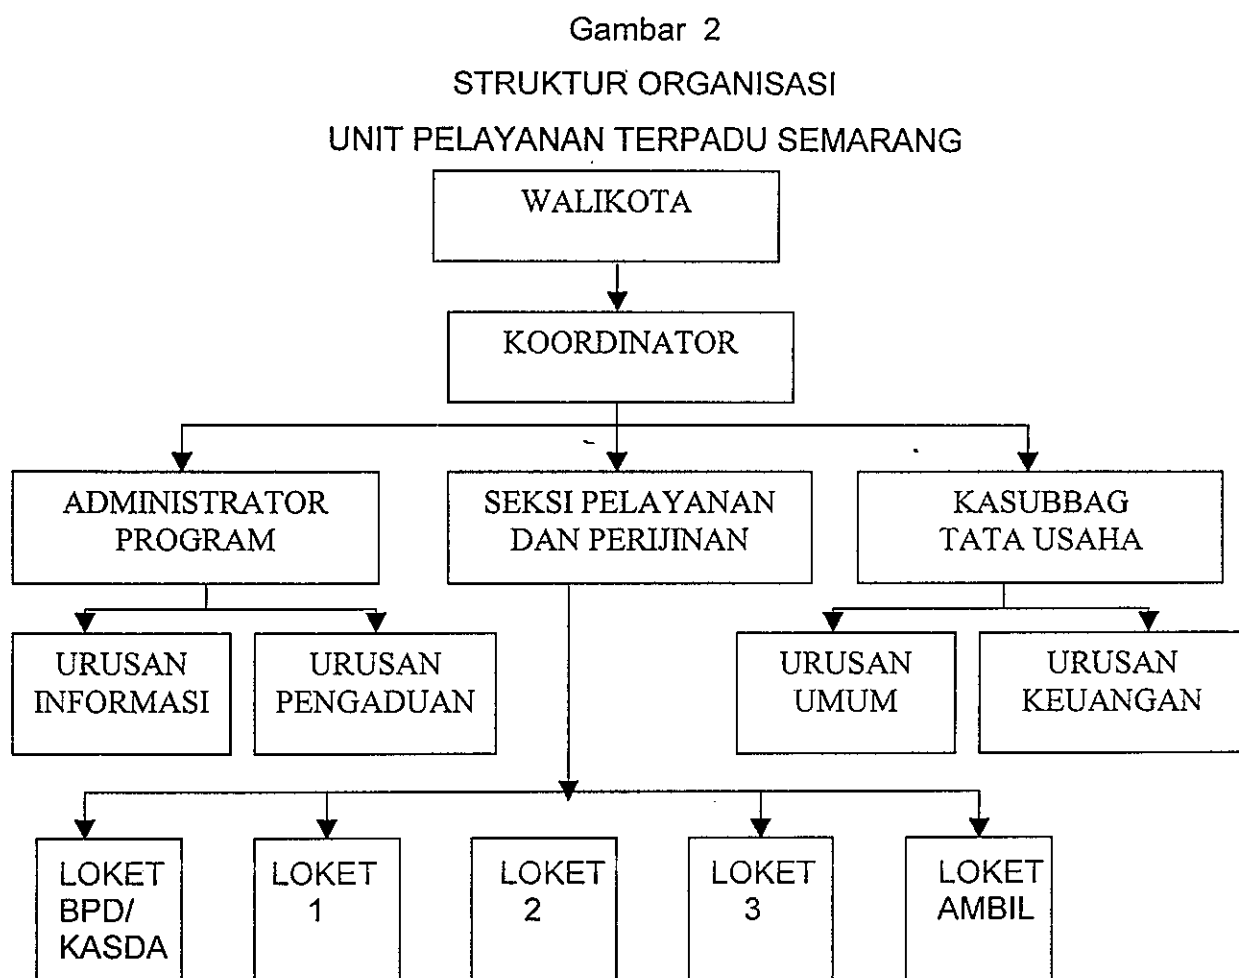 Gambar 2
STRUKTUR ORGANISASI
UNIT PELAYANAN TERPADU SEMARANG
WALIKOTA
KOORDINATOR
ADMINISTRATOR
PROGRAM
SEKSI PELAYANAN
DAN PERIJINAN
KASUBBAG
TATA USAHA
URUSAN
INFORMASI
URUSAN
PENGADUAN
URUSAN
UMUM
URUSAN
KEUANGAN
LOKET
BPD/
KASDA
LOKET
1
LOKET
2
LOKET
3
LOKET
AMBIL